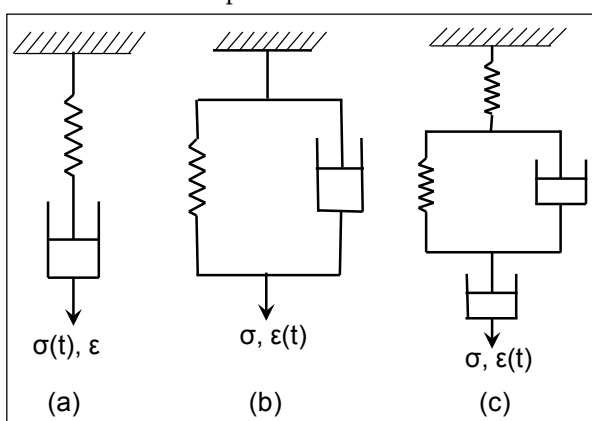 σ(t), ε
σ, ε(t)
σ, ε(t)
(a)
(b)
(c)